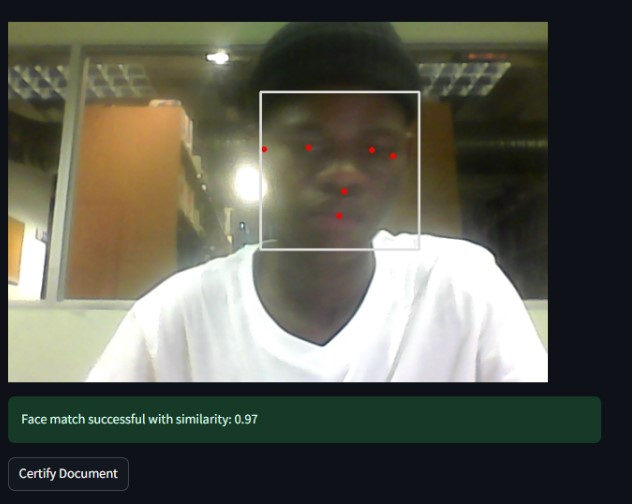 Face match successful with similarity: 0.97
Certify Document